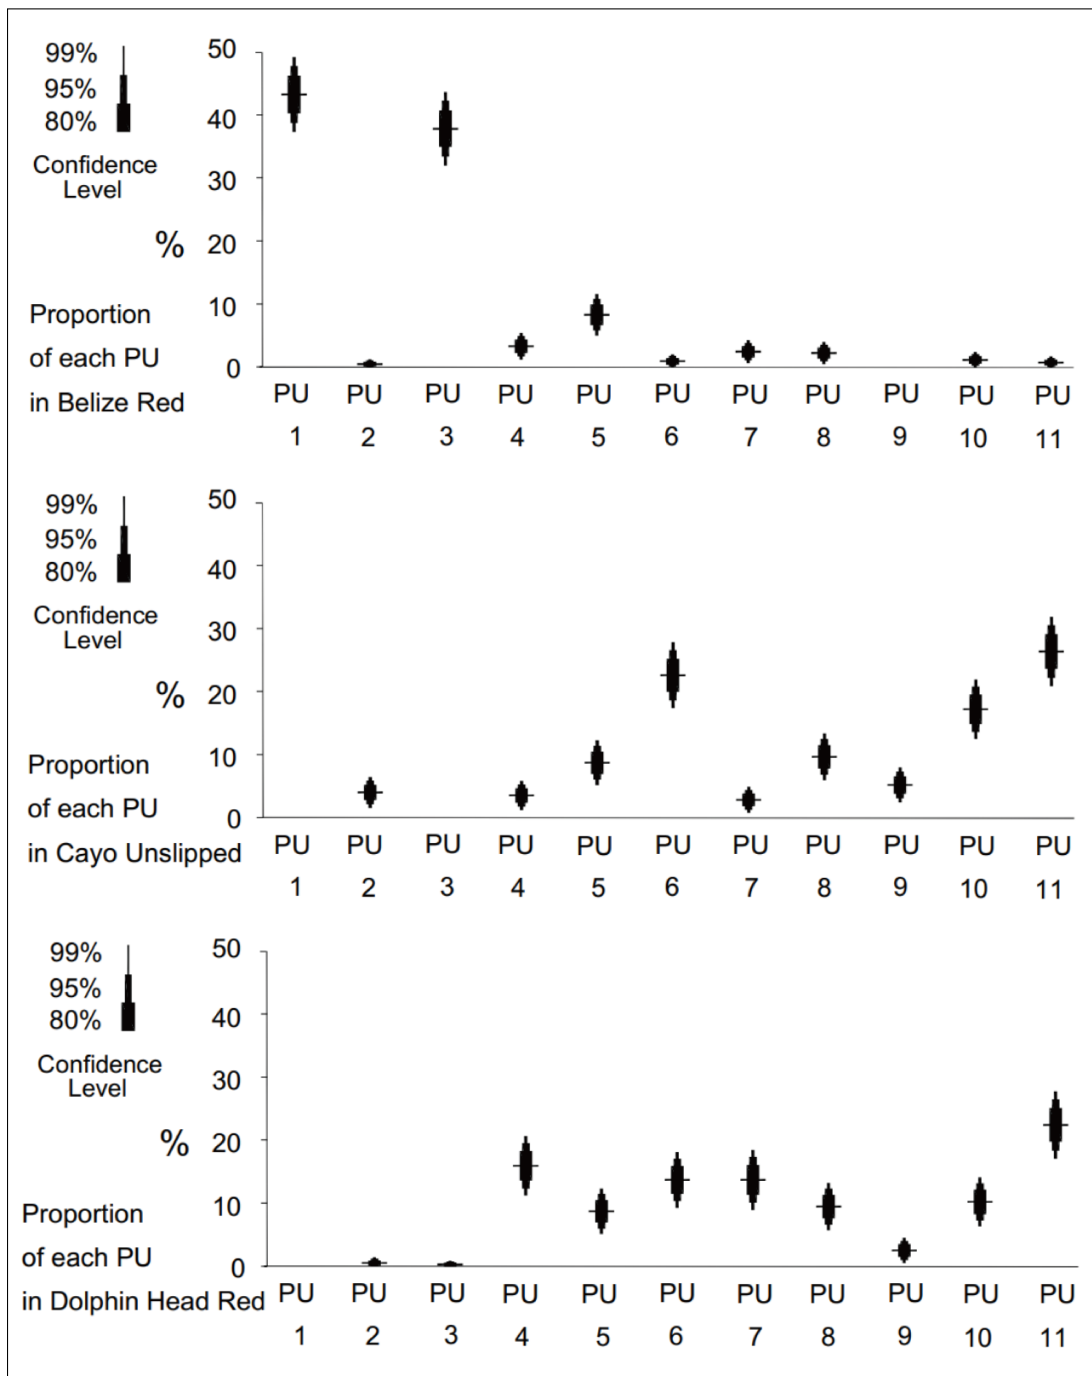 99%
95%
80%
Confidence
Level
%
50
40
30
20
10
0
Proportion
of each PU
in Belize Red
PU PU PU PU PU PU PU PU PU PU PU
1 2 3 4 5 6 7 8 9 10 11
99%
95%
80%
Confidence
Level
%
50
40
30
20
10
0
Proportion
of each PU
in Cayo Unslipped
PU PU PU PU PU PU PU PU PU PU PU
1 2 3 4 5 6 7 8 9 10 11
99%
95%
80%
Confidence
Level
%
50
40
30
20
10
0
Proportion
of each PU
in Dolphin Head Red
PU PU PU PU PU PU PU PU PU PU PU
1 2 3 4 5 6 7 8 9 10 11